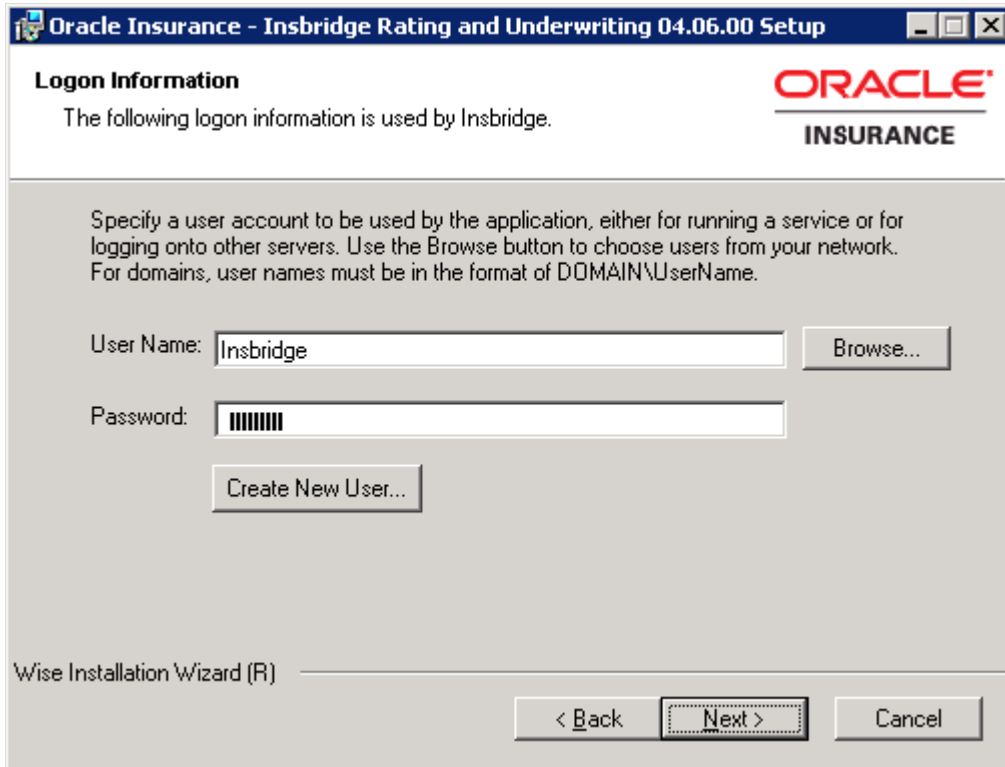 Oracle Insurance - Insbridge Rating and Underwriting 04.06.00 Setup
Logon Information
The following logon information is used by Insbridge.
ORACLE
INSURANCE
Specify a user account to be used by the application, either for running a service or for
logging onto other servers. Use the Browse button to choose users from your network.
For domains, user names must be in the format of DOMAIN\UserName.
User Name: Insbridge Browse...
Password:
Create New User...
Wise Installation Wizard (R)
< Back Next > Cancel